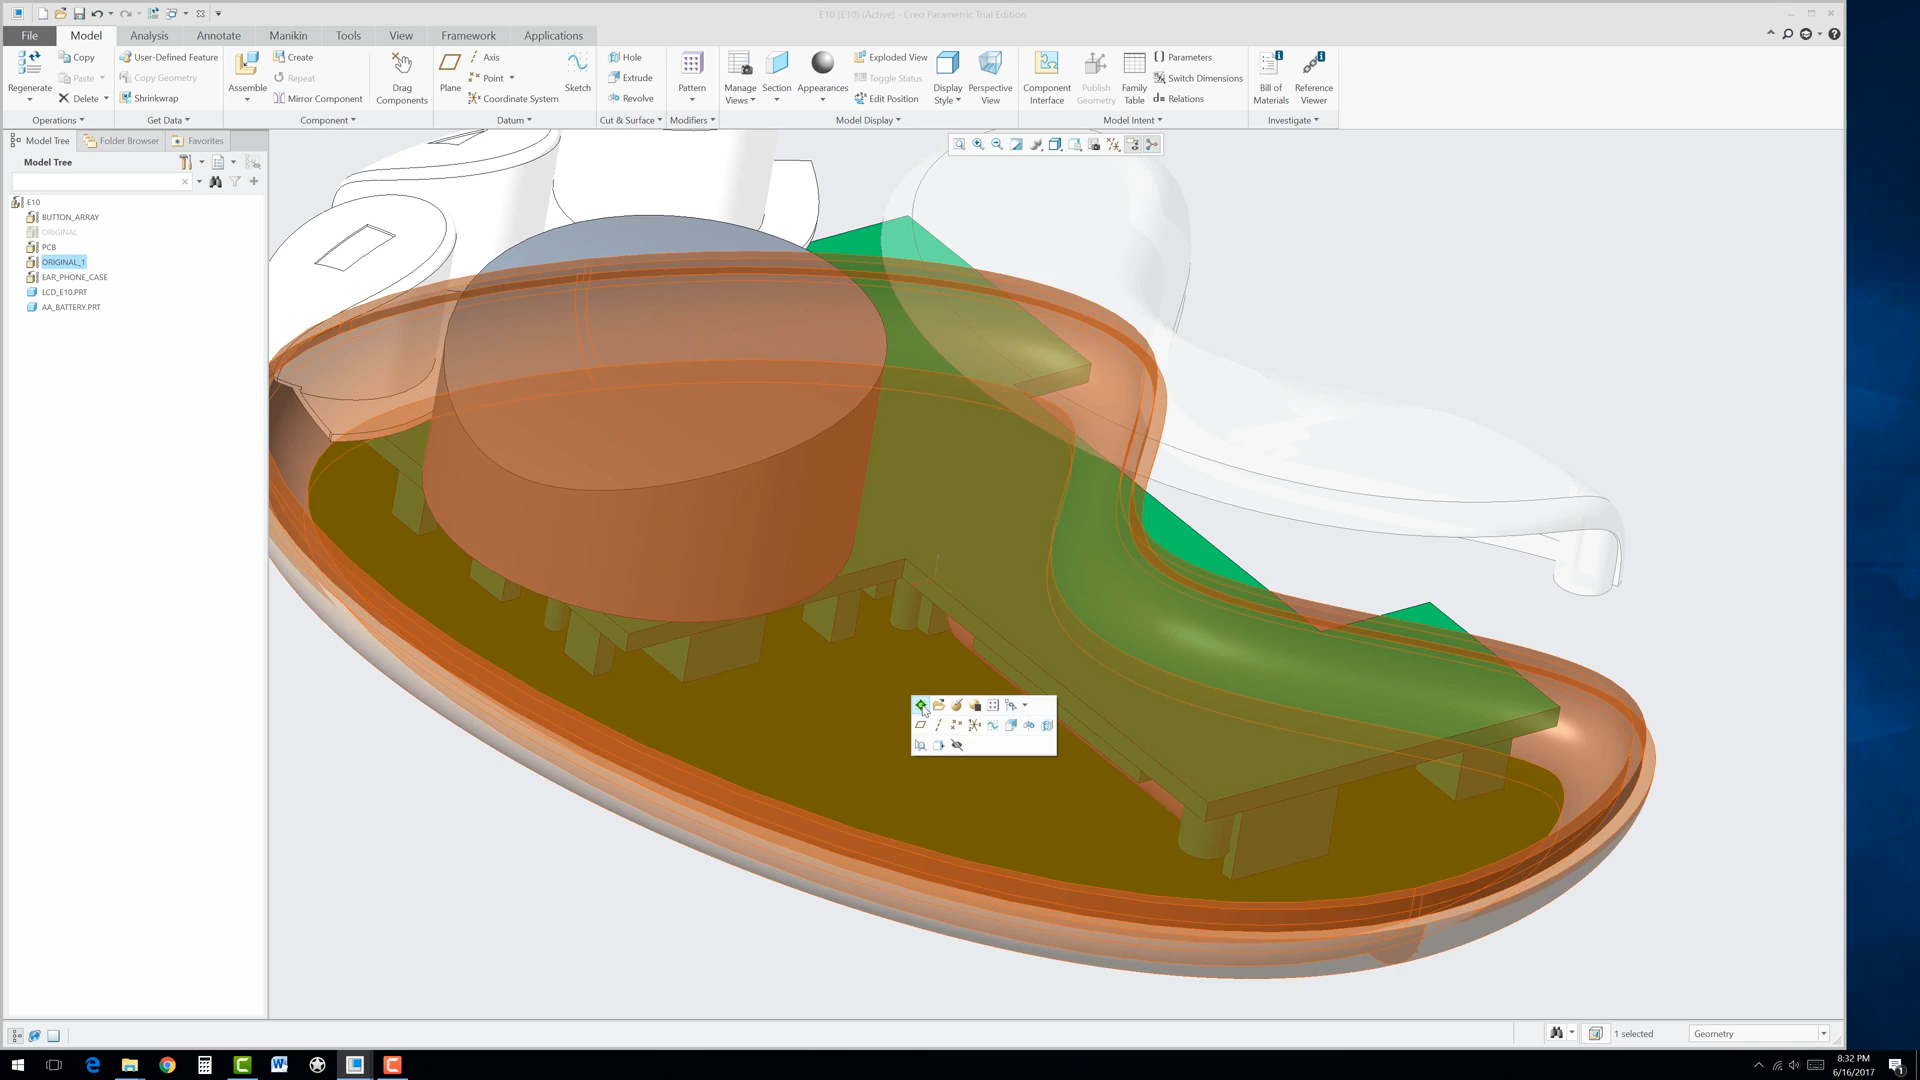 E10 (E10) (Active) - Creo Parametric Trial Edition
File
Model
Analysis
Annotate
Manikin
Tools
View
Framework
Applications
Regenerate
Copy
Paste
Delete
Operations
User-Defined Feature
Copy Geometry
Shrinkwrap
Get Data
Assemble
Create
Repeat
Mirror Component
Component
Drag
Components
Plane
Axis
Point
Coordinate System
Sketch
Datum
Hole
Extrude
Revolve
Cut & Surface
Pattern
Modifiers
Manage
Views
Section
Appearances
Exploded View
Toggle Status
Edit Position
Display
Style
Perspective
View
Model Display
Component
Interface
Publish
Geometry
Family
Table
Parameters
Switch Dimensions
Relations
Model Intent
Bill of
Materials
Reference
Viewer
Investigate
Model Tree
Folder Browser
Favorites
Model Tree
E10
BUTTON_ARRAY
ORIGINAL
PCB
ORIGINAL_1
EAR_PHONE_CASE
LCD_E10.PRT
AA_BATTERY.PRT
1 selected
Geometry
8:32 PM
6/16/2017